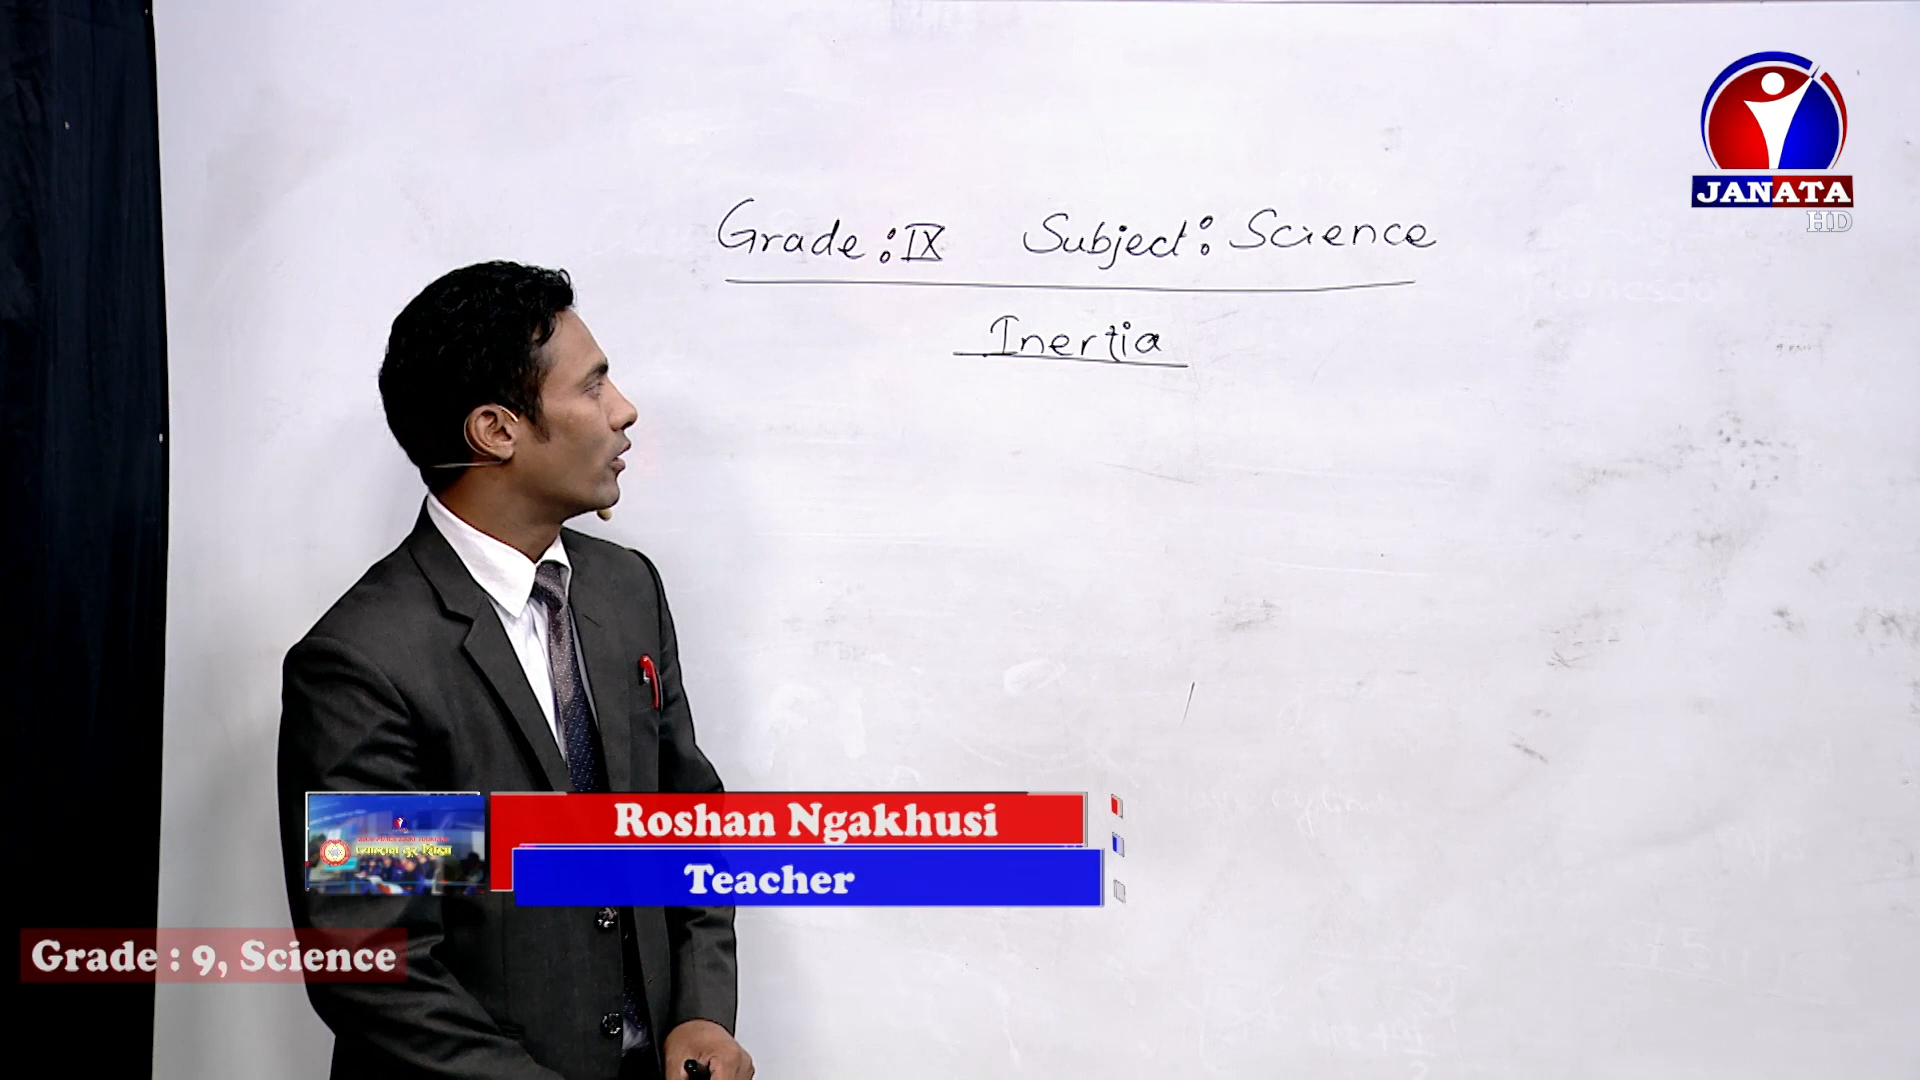 JANATA
HD
Grade : IX Subject : Science
Inertia
Roshan Ngakhusi
Teacher
Grade : 9, Science